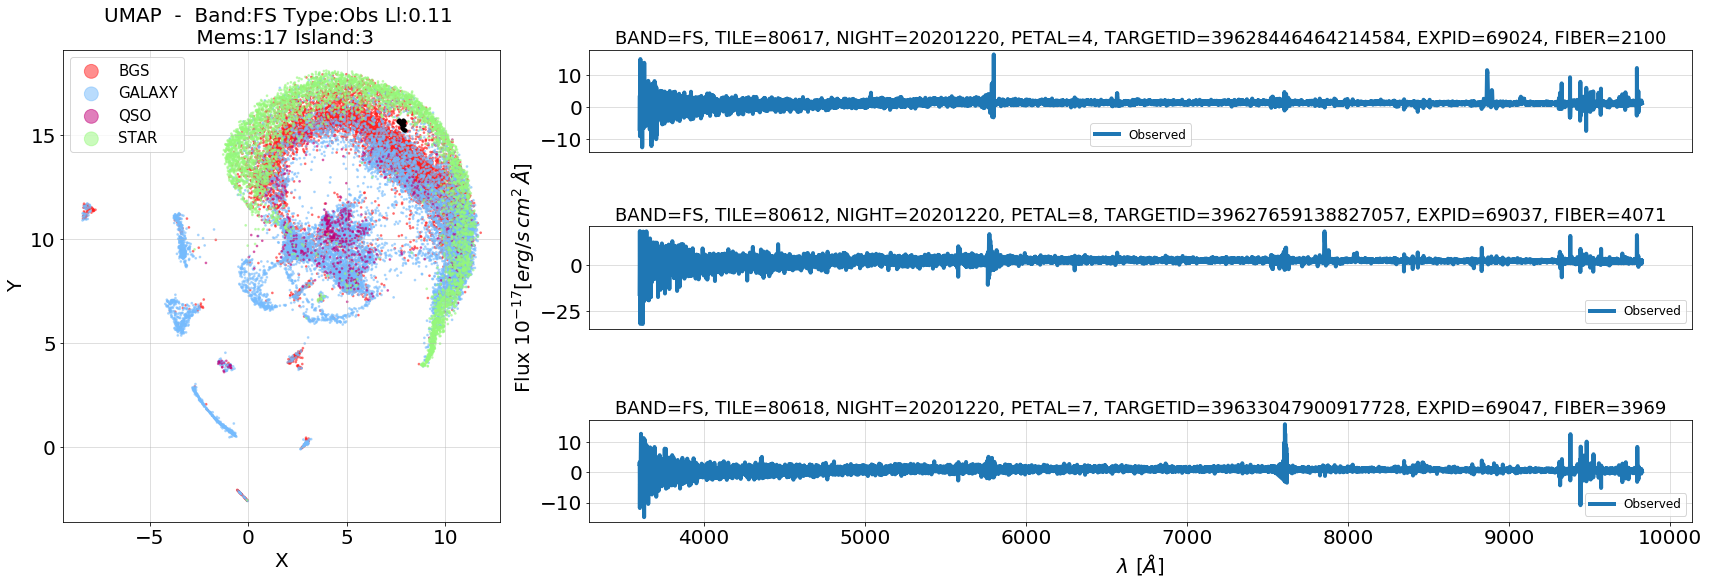 UMAP - Band:FS Type:Obs Ll:0.11
Mems:17 Island:3
BGS
GALAXY
QSO
STAR
15
10
5
0
−5
0
5
10
X
Y
Flux 10^{-17}[erg/s cm^2 Å]
BAND=FS, TILE=80617, NIGHT=20201220, PETAL=4, TARGETID=39628446464214584, EXPID=69024, FIBER=2100
10
0
−10
Observed
BAND=FS, TILE=80612, NIGHT=20201220, PETAL=8, TARGETID=39627659138827057, EXPID=69037, FIBER=4071
0
−25
Observed
BAND=FS, TILE=80618, NIGHT=20201220, PETAL=7, TARGETID=39633047900917728, EXPID=69047, FIBER=3969
10
0
−10
Observed
4000
5000
6000
7000
8000
9000
10000
λ [Å]